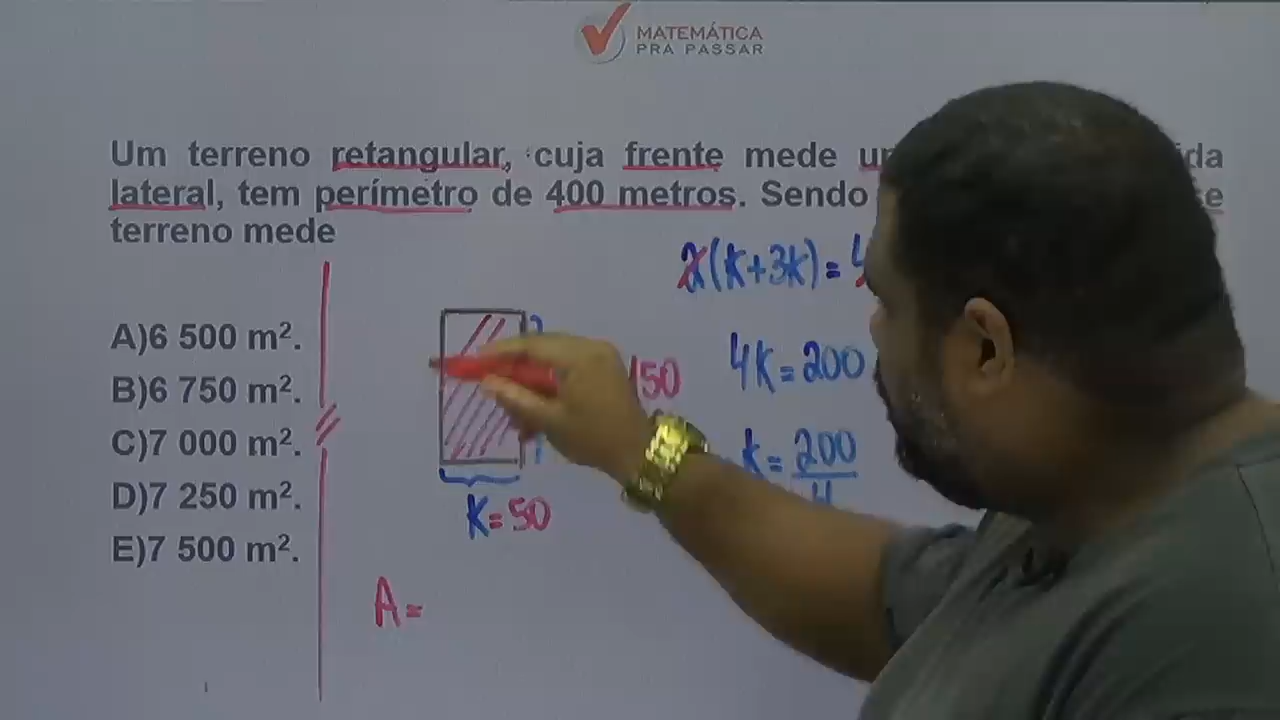 MATEMÁTICA
PRA PASSAR
Um terreno retangular, cuja frente mede
lateral, tem perímetro de 400 metros. Sendo
terreno mede
2(k+3k)=
A)6 500 m².
B)6 750 m².
C)7 000 m².
D)7 250 m².
E)7 500 m².
150
4k=200
k=200
K=50
A=